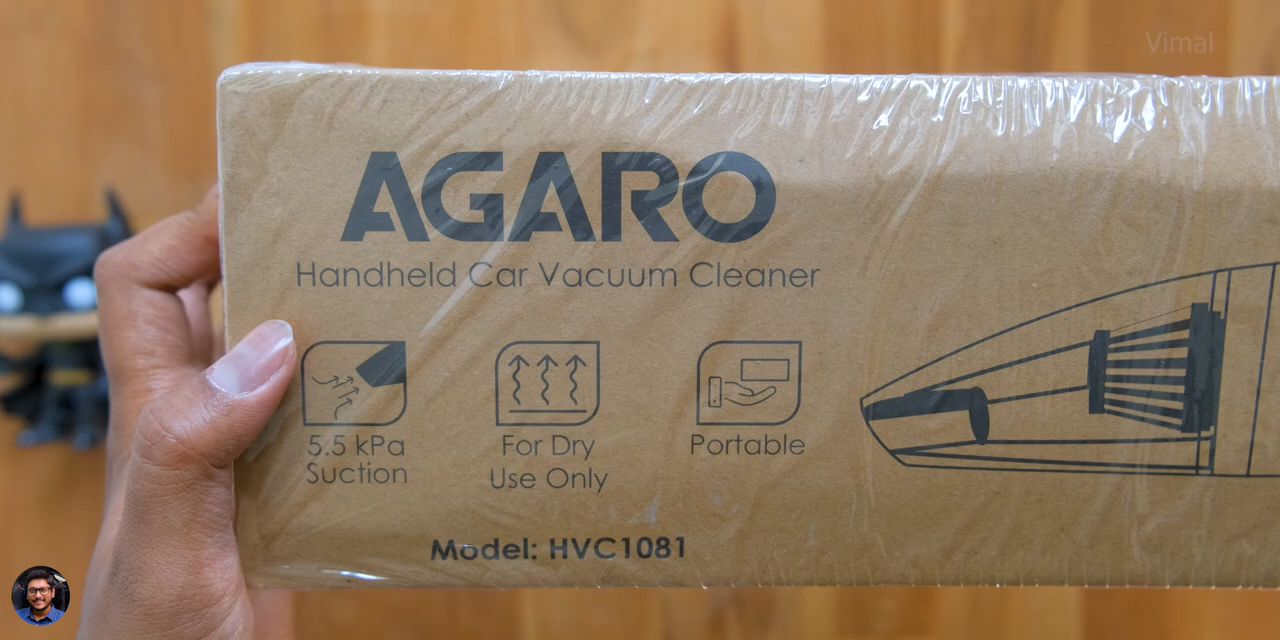 Vimal
AGARO
Handheld Car Vacuum Cleaner
5.5 kPa
Suction
For Dry
Use Only
Portable
Model: HVC1081